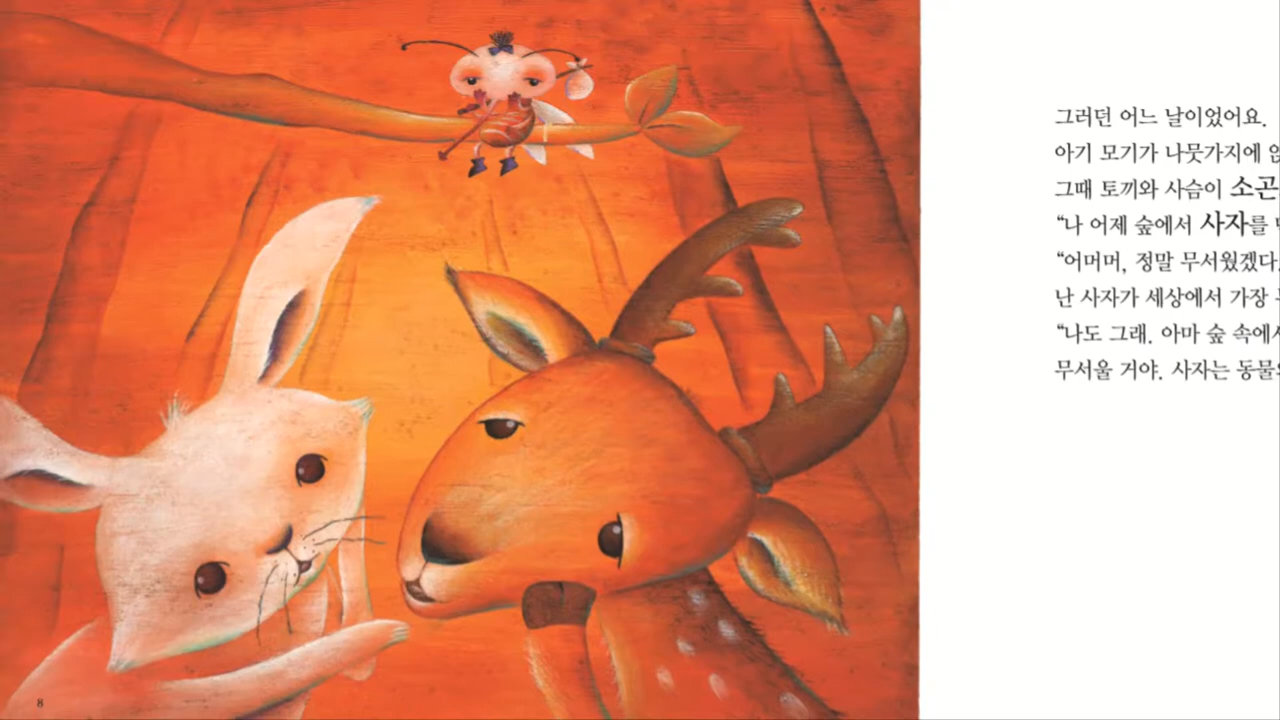 그러던 어느 날이었어요.
아기 모기가 나뭇가지에
그때 토끼와 사슴이 소곤
“나 어제 숲에서 사자를
“어머머, 정말 무서웠겠다.
난 사자가 세상에서 가장
“나도 그래. 아마 숲 속에서
무서울 거야. 사자는
8